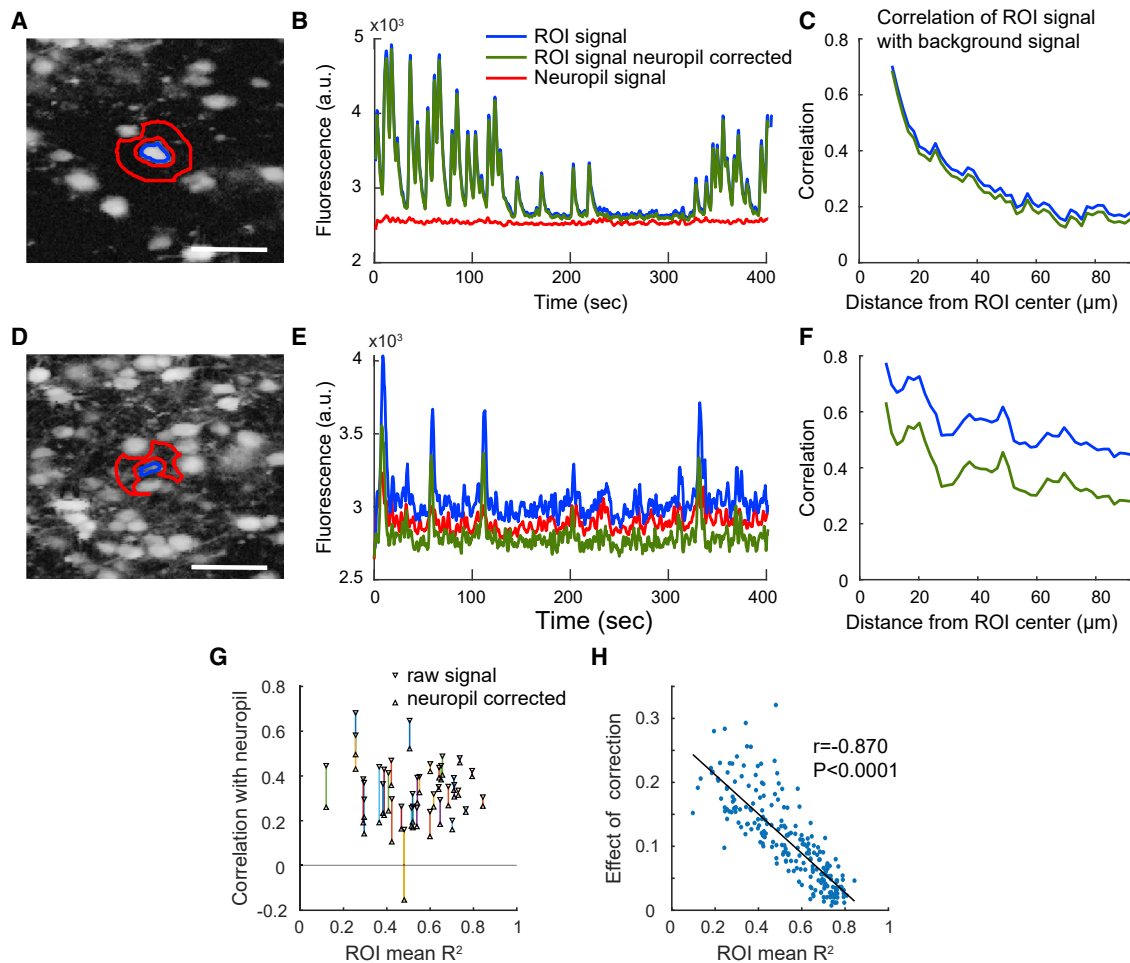 A
B
C
ROI signal
ROI signal neuropil corrected
Neuropil signal
Correlation of ROI signal
with background signal
x10³
5
4
3
2
Fluorescence (a.u.)
0
100
200
300
400
Time (sec)
0.8
0.6
0.4
0.2
0
Correlation
0
20
40
60
80
Distance from ROI center (µm)
D
E
F
x10³
4
3.5
3
2.5
Fluorescence (a.u.)
0
100
200
300
400
Time (sec)
0.8
0.6
0.4
0.2
0
Correlation
0
20
40
60
80
Distance from ROI center (µm)
G
raw signal
neuropil corrected
0.8
0.6
0.4
0.2
0
-0.2
Correlation with neuropil
0
0.2
0.4
0.6
0.8
1
ROI mean R²
H
r=-0.870
P<0.0001
0.3
0.2
0.1
0
Effect of correction
0
0.2
0.4
0.6
0.8
1
ROI mean R²